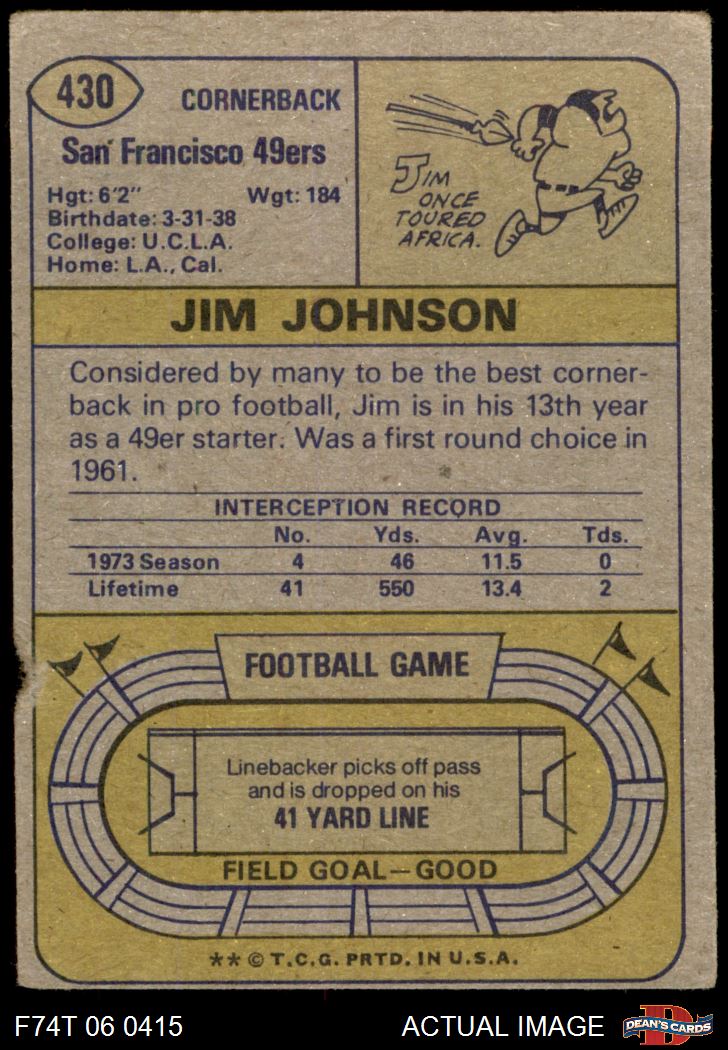 430
CORNERBACK
San Francisco 49ers
Hgt: 6'2" Wgt: 184
Birthdate: 3-31-38
College: U.C.L.A.
Home: L.A., Cal.
JIM
ONCE
TOURED
AFRICA.
JIM JOHNSON
Considered by many to be the best corner-
back in pro football, Jim is in his 13th year
as a 49er starter. Was a first round choice in
1961.
INTERCEPTION RECORD
No. Yds. Avg. Tds.
1973 Season 4 46 11.5 0
Lifetime 41 550 13.4 2
FOOTBALL GAME
Linebacker picks off pass
and is dropped on his
41 YARD LINE
FIELD GOAL—GOOD
** © T.C.G. PRTD. IN U.S.A.
F74T 06 0415 ACTUAL IMAGE
D
DEAN'S CARDS